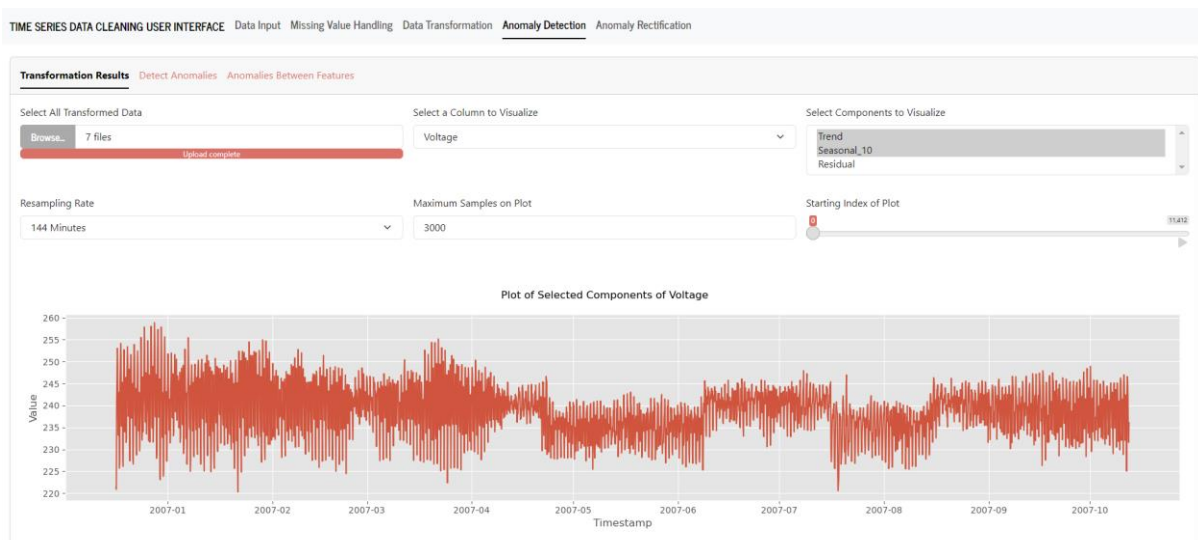 TIME SERIES DATA CLEANING USER INTERFACE Data Input Missing Value Handling Data Transformation Anomaly Detection Anomaly Rectification
Transformation Results Detect Anomalies Anomalies Between Features
Select All Transformed Data Select a Column to Visualize Select Components to Visualize
Browse... 7 files Voltage Trend
Upload complete Seasonal_10
Residual
Resampling Rate Maximum Samples on Plot Starting Index of Plot
144 Minutes 3000 0 11,412
Plot of Selected Components of Voltage
260
255
250
245
240
235
230
225
220
Value
2007-01 2007-02 2007-03 2007-04 2007-05 2007-06 2007-07 2007-08 2007-09 2007-10
Timestamp